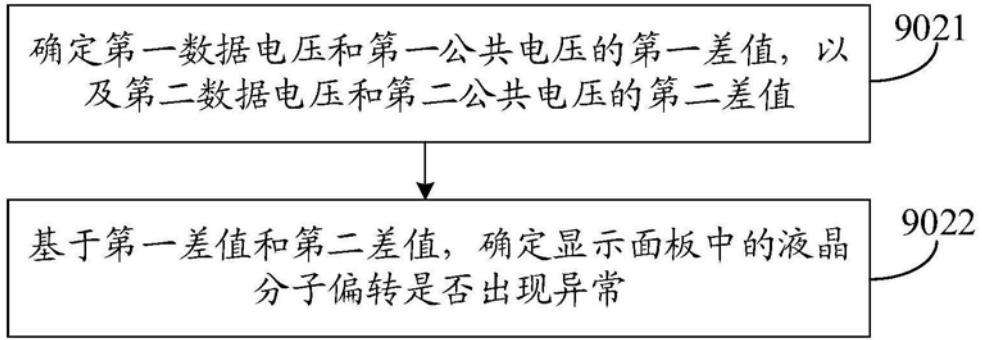 确定第一数据电压和第一公共电压的第一差值，以
及第二数据电压和第二公共电压的第二差值
9021
基于第一差值和第二差值，确定显示面板中的液晶
分子偏转是否出现异常
9022